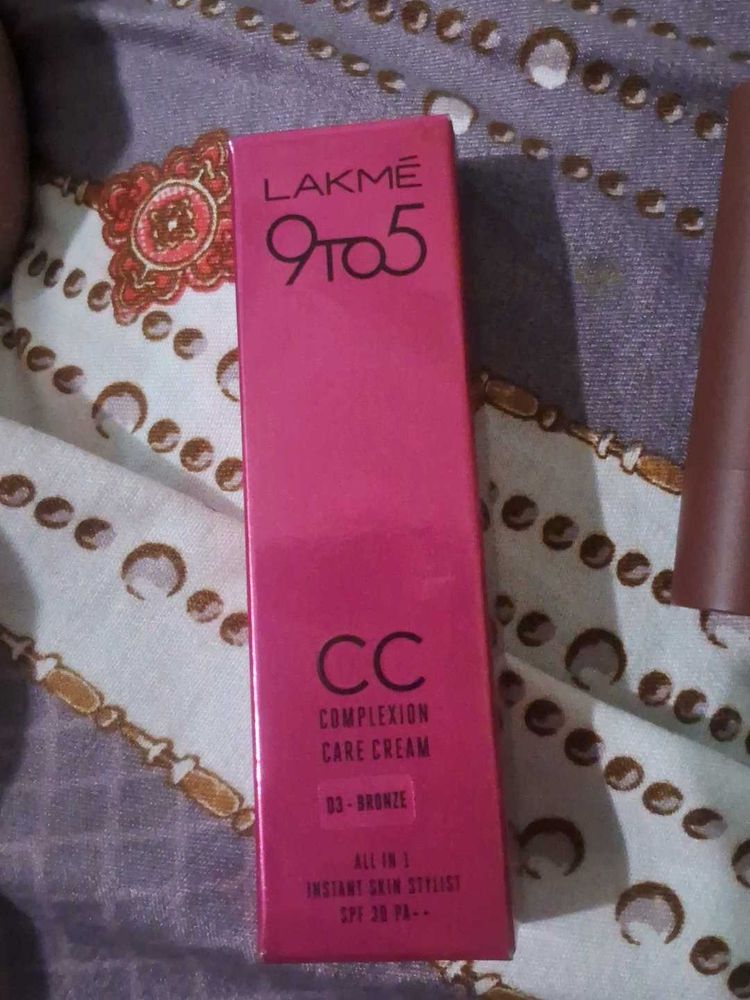 LAKMÉ
9TO5
CC
COMPLEXION
CARE CREAM
03 - BRONZE
ALL IN 1
INSTANT SKIN STYLIST
SPF 30 PA++